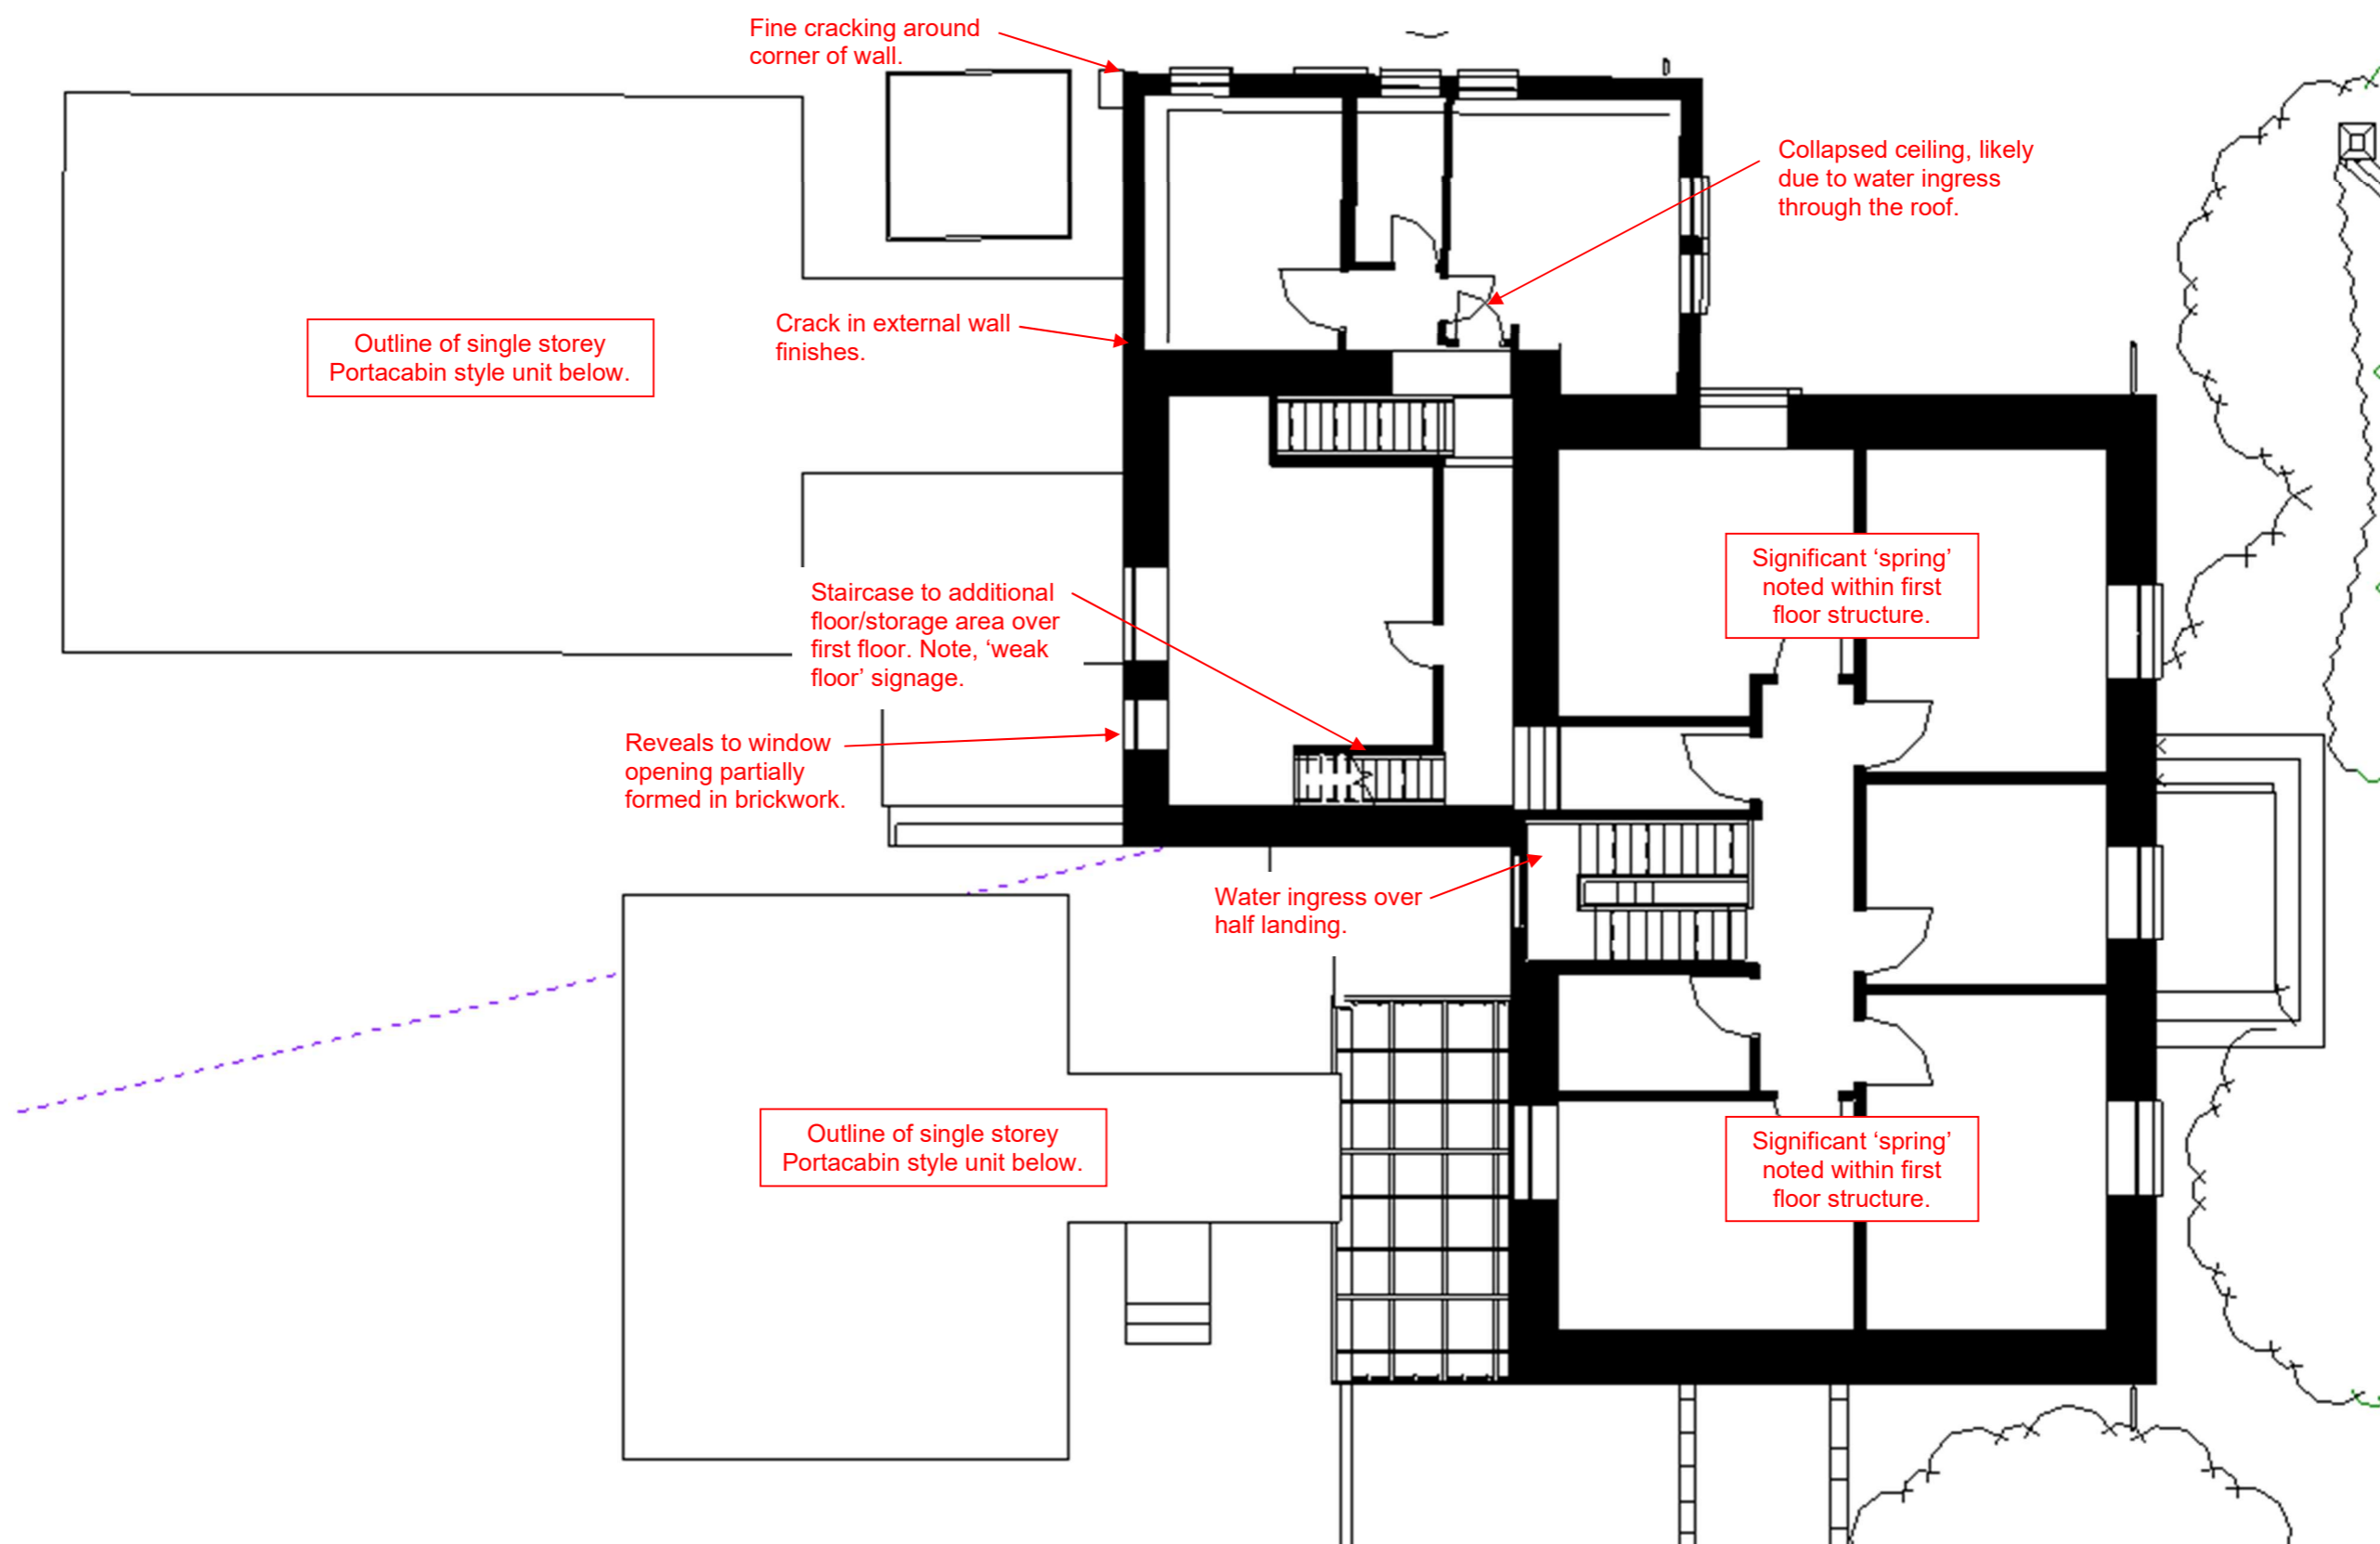 Fine cracking around
corner of wall.
Collapsed ceiling, likely
due to water ingress
through the roof.
Crack in external wall
finishes.
Outline of single storey
Portacabin style unit below.
Significant ‘spring’
noted within first
floor structure.
Staircase to additional
floor/storage area over
first floor. Note, ‘weak
floor’ signage.
Reveals to window
opening partially
formed in brickwork.
Water ingress over
half landing.
Outline of single storey
Portacabin style unit below.
Significant ‘spring’
noted within first
floor structure.